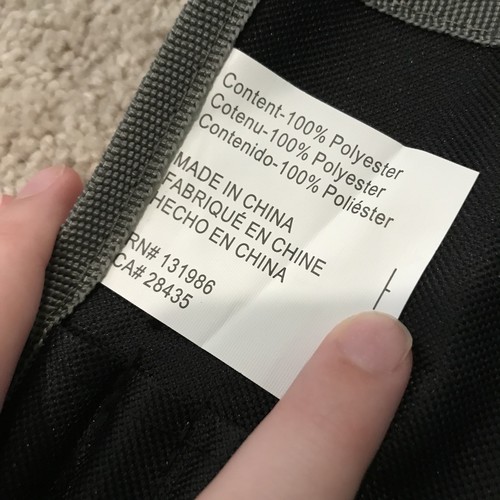 Content-100% Polyester
Cotenu-100% Polyester
Contenido-100% Poliéster
MADE IN CHINA
FABRIQUÉ EN CHINE
HECHO EN CHINA
RN# 131986
CA# 28435